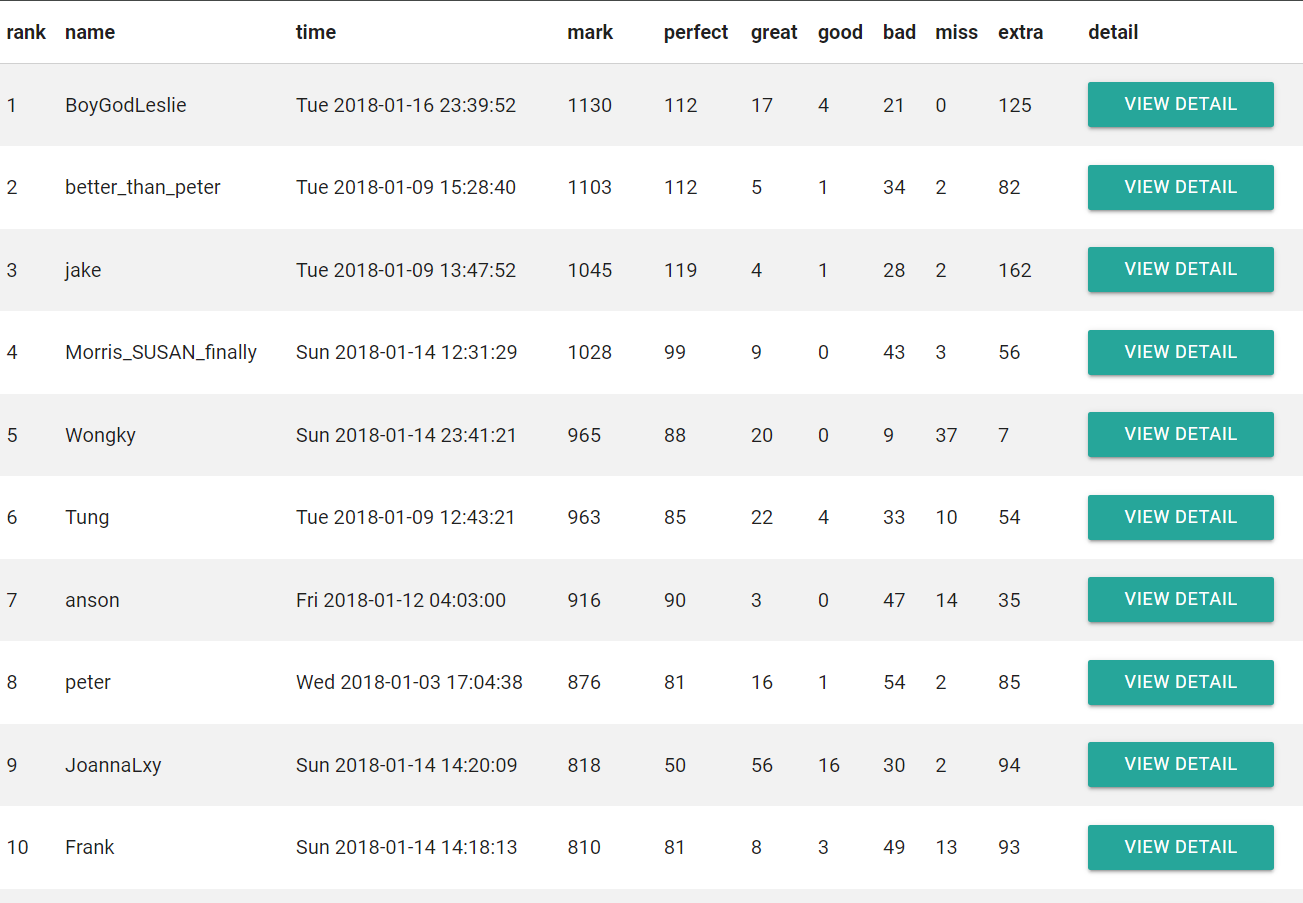 rank name time mark perfect great good bad miss extra detail
1 BoyGodLeslie Tue 2018-01-16 23:39:52 1130 112 17 4 21 0 125 VIEW DETAIL
2 better_than_peter Tue 2018-01-09 15:28:40 1103 112 5 1 34 2 82 VIEW DETAIL
3 jake Tue 2018-01-09 13:47:52 1045 119 4 1 28 2 162 VIEW DETAIL
4 Morris_SUSAN_finally Sun 2018-01-14 12:31:29 1028 99 9 0 43 3 56 VIEW DETAIL
5 Wongky Sun 2018-01-14 23:41:21 965 88 20 0 9 37 7 VIEW DETAIL
6 Tung Tue 2018-01-09 12:43:21 963 85 22 4 33 10 54 VIEW DETAIL
7 anson Fri 2018-01-12 04:03:00 916 90 3 0 47 14 35 VIEW DETAIL
8 peter Wed 2018-01-03 17:04:38 876 81 16 1 54 2 85 VIEW DETAIL
9 JoannaLxy Sun 2018-01-14 14:20:09 818 50 56 16 30 2 94 VIEW DETAIL
10 Frank Sun 2018-01-14 14:18:13 810 81 8 3 49 13 93 VIEW DETAIL